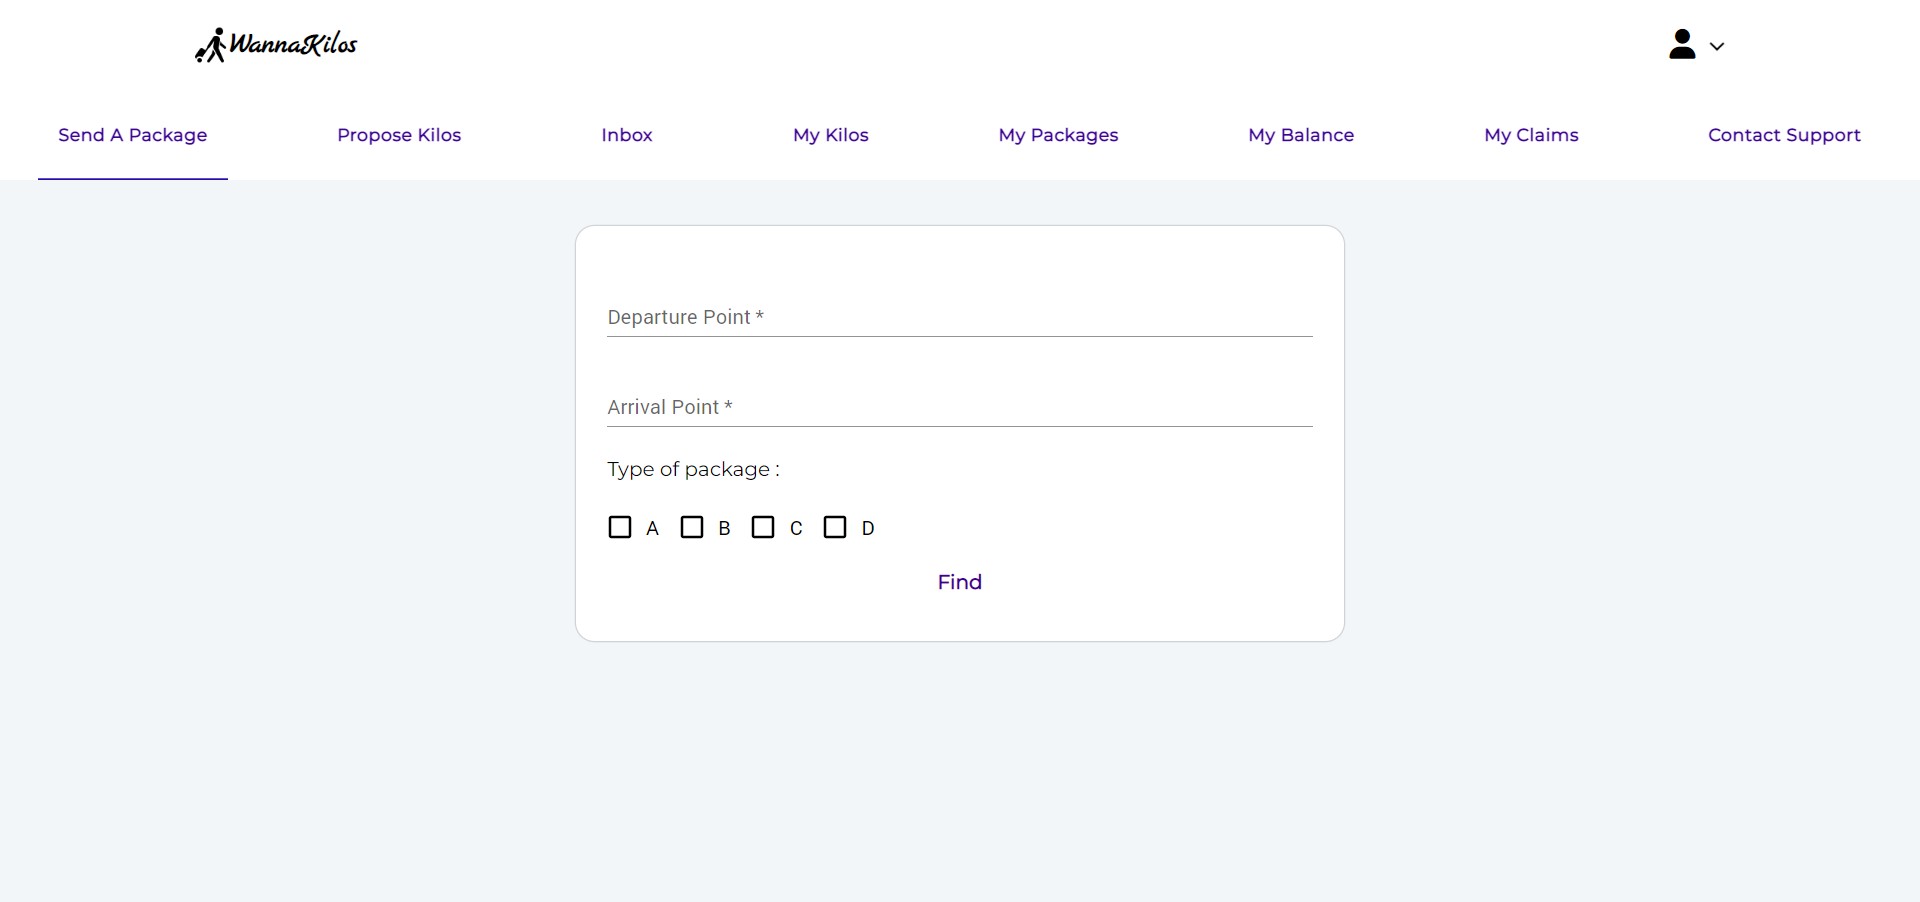 WannaKilos
Send A Package Propose Kilos Inbox My Kilos My Packages My Balance My Claims Contact Support
Departure Point *
Arrival Point *
Type of package :
A B C D
Find